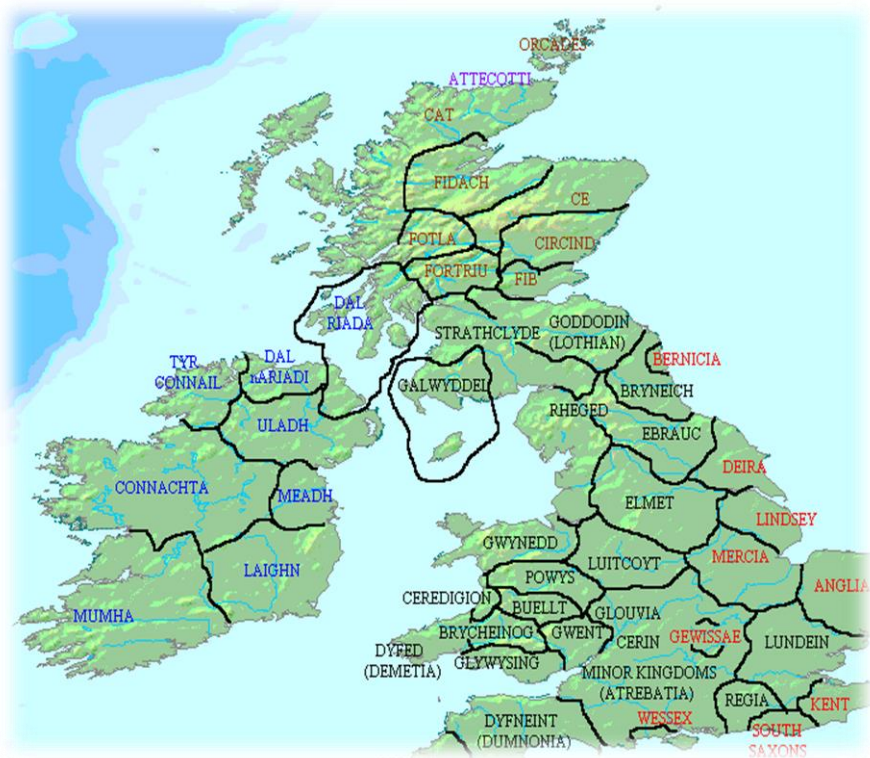 ORCADES
ATTECOTTI
CAT
FIDACH
CE
FOTLA
CIRCIND
FORTRIU
FIB
DAL
RIADA
STRATHCLYDE
GODDODIN
(LOTHIAN)
BERNICIA
TYR
CONNAIL
DAL
nARIADI
GALWYDDEL
BRYNEICH
RHEGED
ULADH
EBRAUC
DEIRA
CONNACHTA
MEADH
ELMET
LINDSEY
GWYNEDD
LUITCOYT
MERCIA
LAIGHN
POWYS
ANGLIA
CEREDIGION
BUELLT
GLOUVIA
MUMHA
BRYCHEINOG
GWENT
CERIN
GEWISSAE
LUNDEIN
DYFED
(DEMETIA)
GLYWYSING
MINOR KINGDOMS
(ATREBATIA)
REGIA
KENT
DYFNEINT
(DUMNONIA)
WESSEX
SOUTH
SAXONS